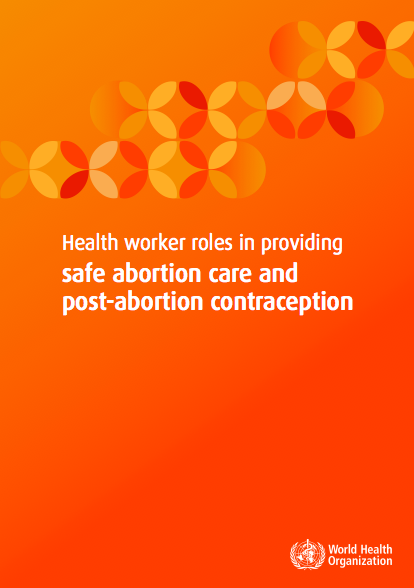 Health worker roles in providing
safe abortion care and
post-abortion contraception
World Health
Organization